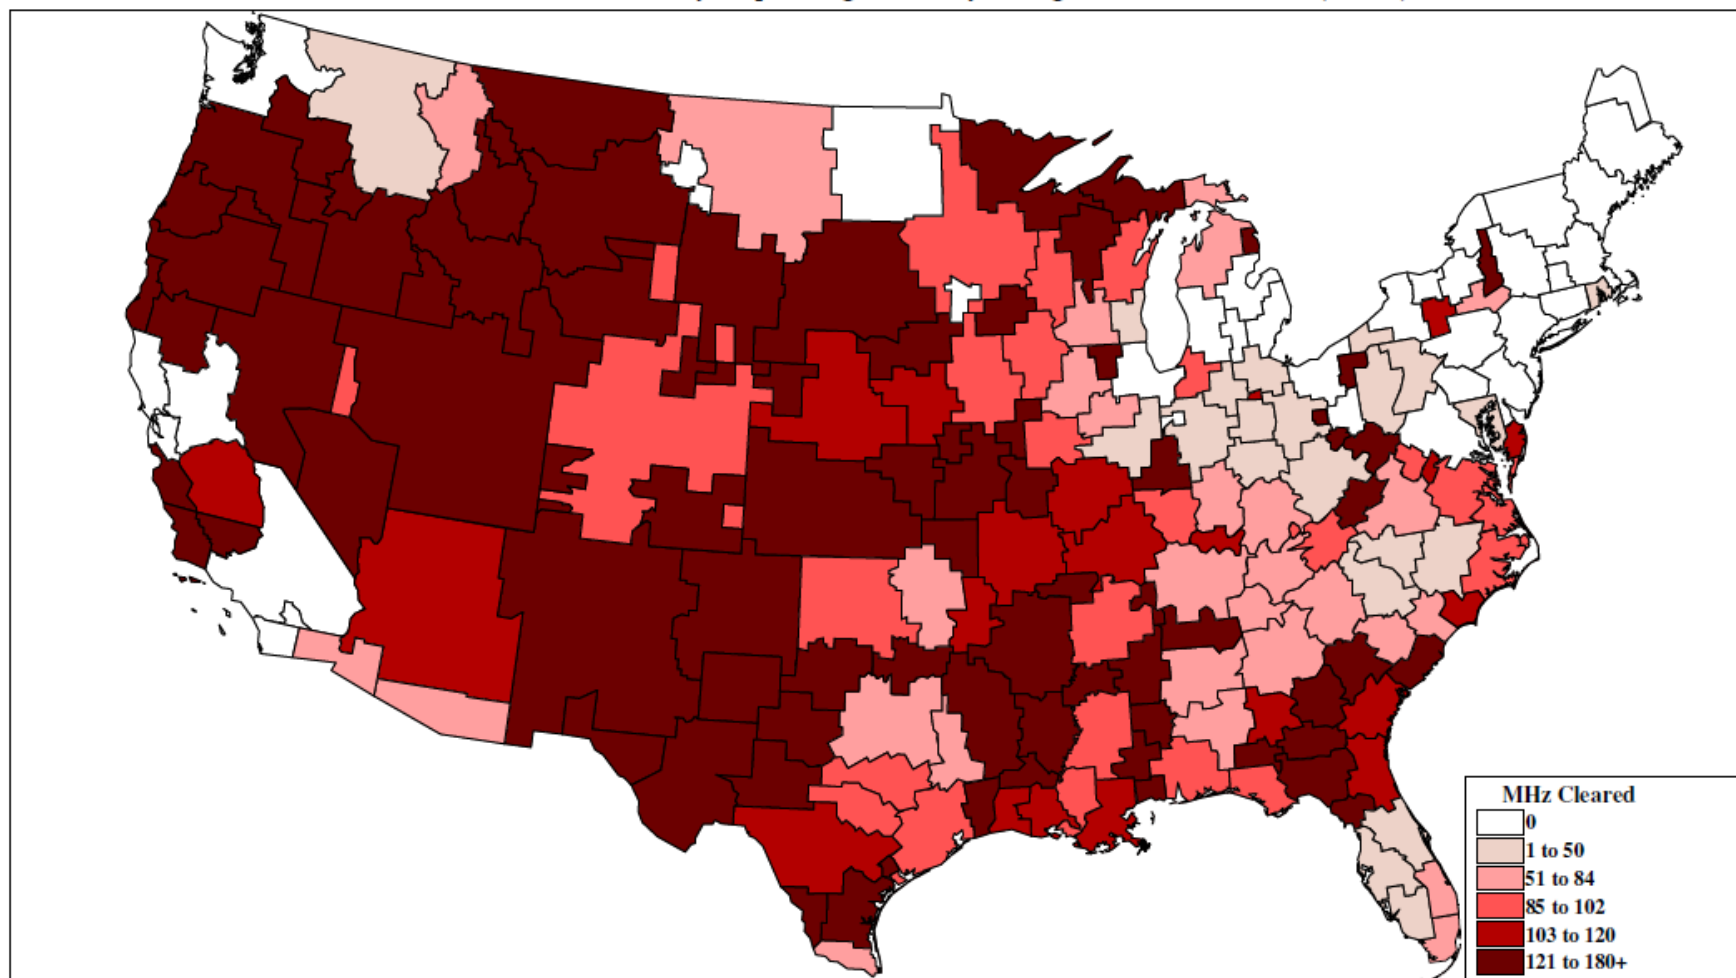 MHz Cleared
0
1 to 50
51 to 84
85 to 102
103 to 120
121 to 180+